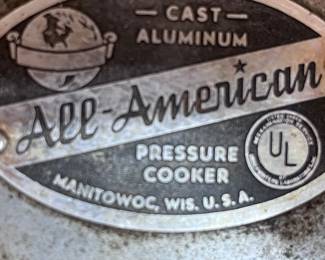 — CAST —
ALUMINUM
All-American
PRESSURE
COOKER
UL
MANITOWOC, WIS. U.S.A.